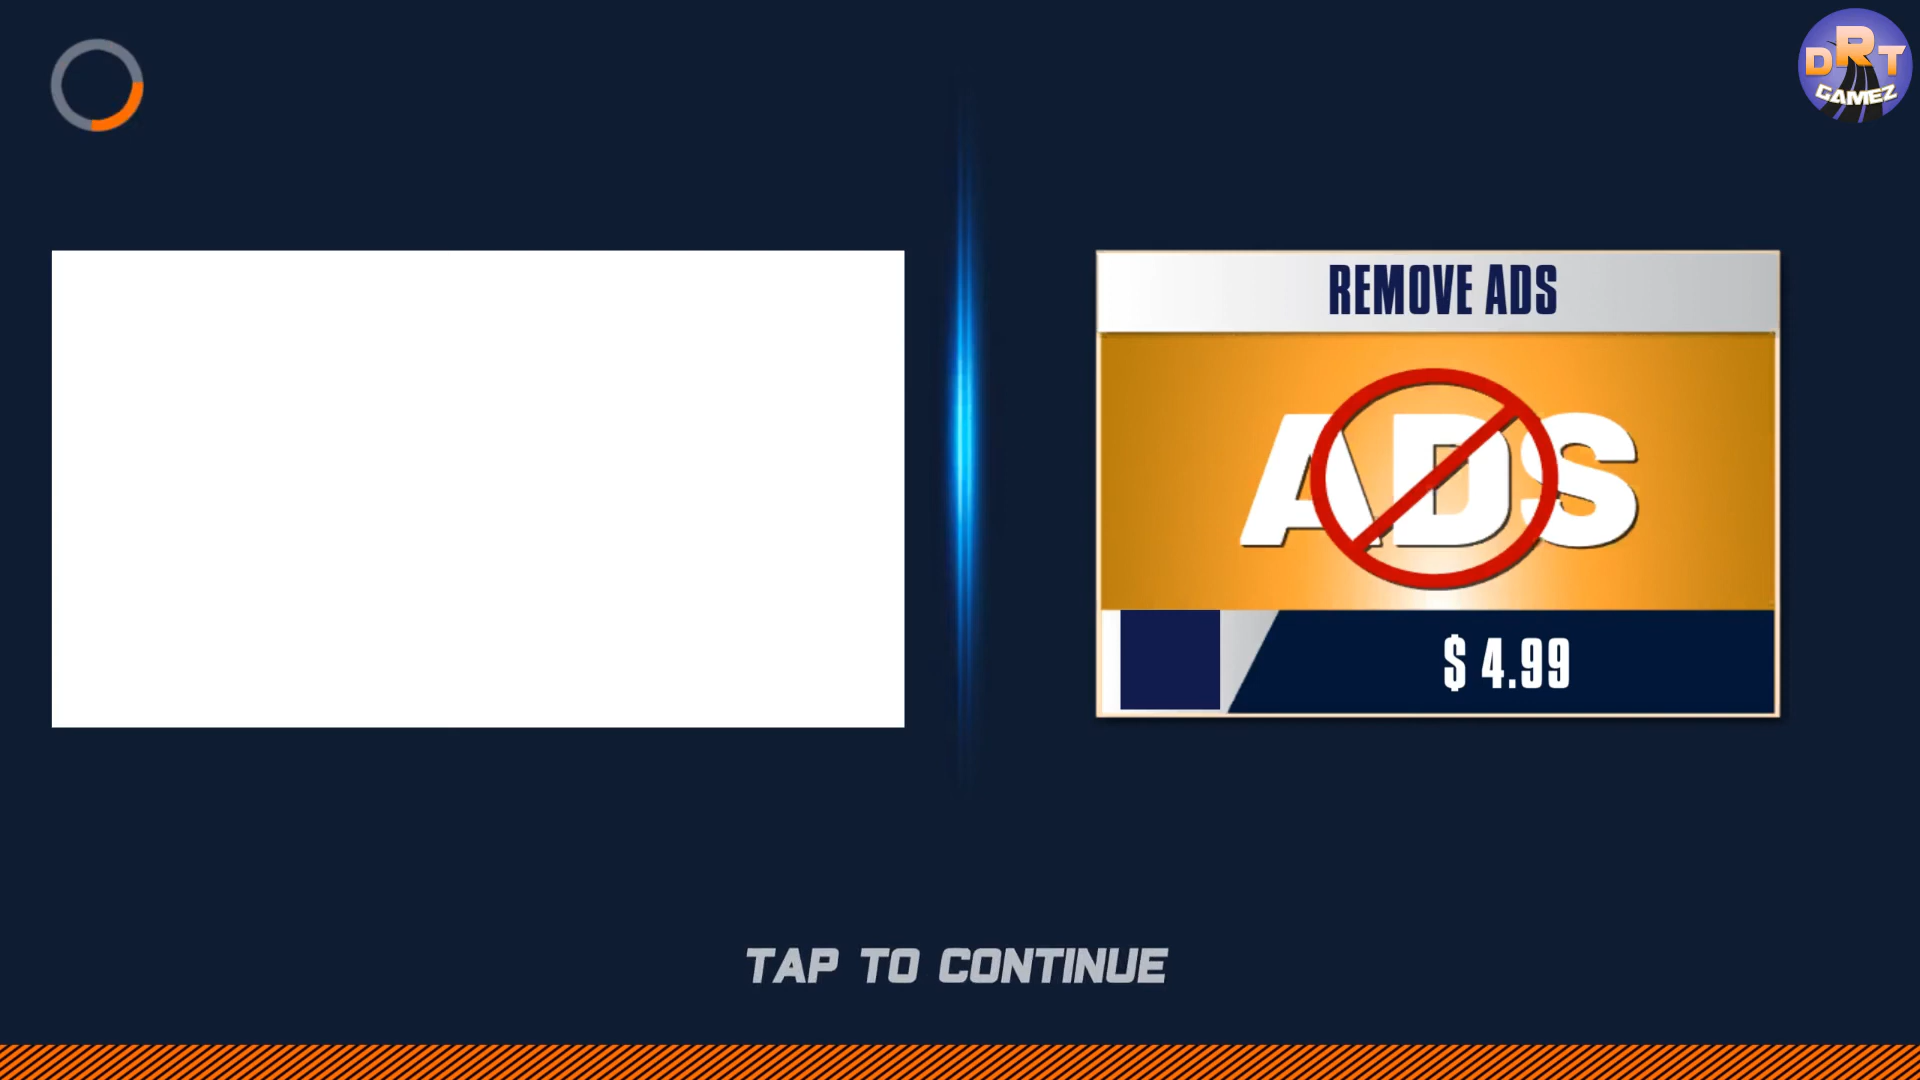 DRT
GAMEZ
REMOVE ADS
ADS
$ 4.99
TAP TO CONTINUE